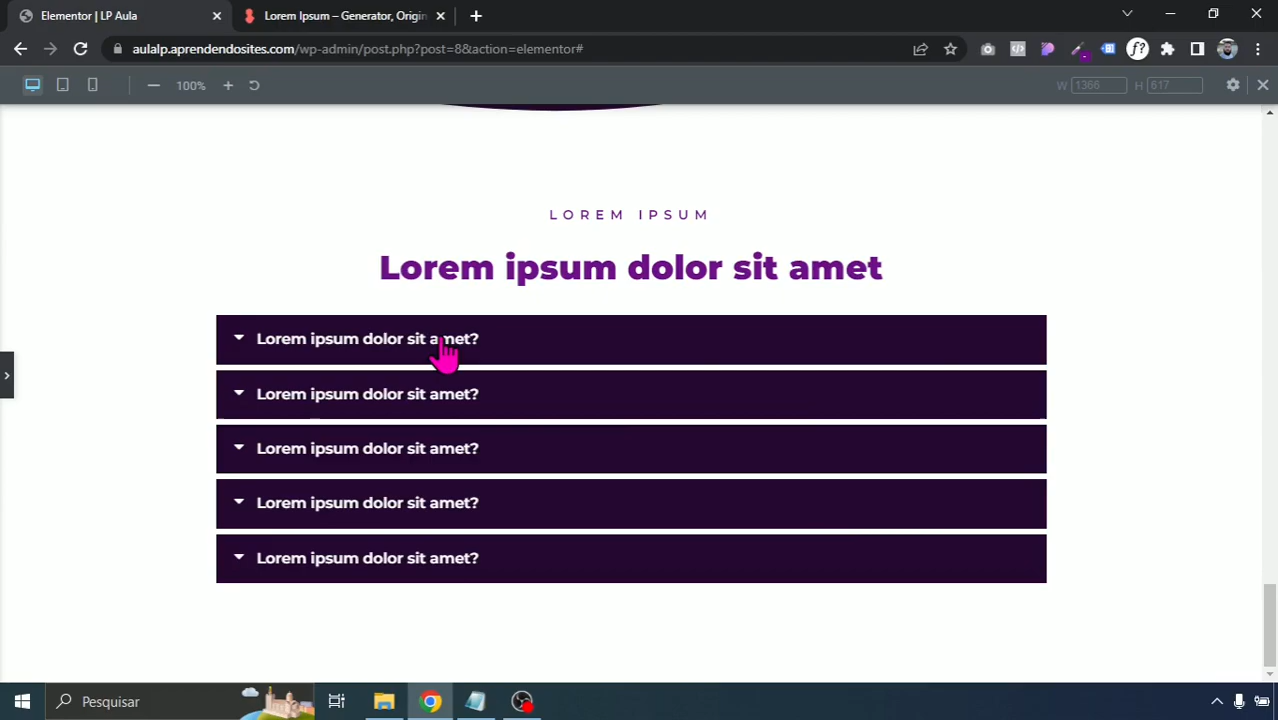 Elementor | LP Aula
Lorem Ipsum – Generator, Origin
aulalp.aprendendosites.com/wp-admin/post.php?post=8&action=elementor#
f?
100%
W 1366 H 617
LOREM IPSUM
Lorem ipsum dolor sit amet
Lorem ipsum dolor sit amet?
Lorem ipsum dolor sit amet?
Lorem ipsum dolor sit amet?
Lorem ipsum dolor sit amet?
Lorem ipsum dolor sit amet?
Pesquisar